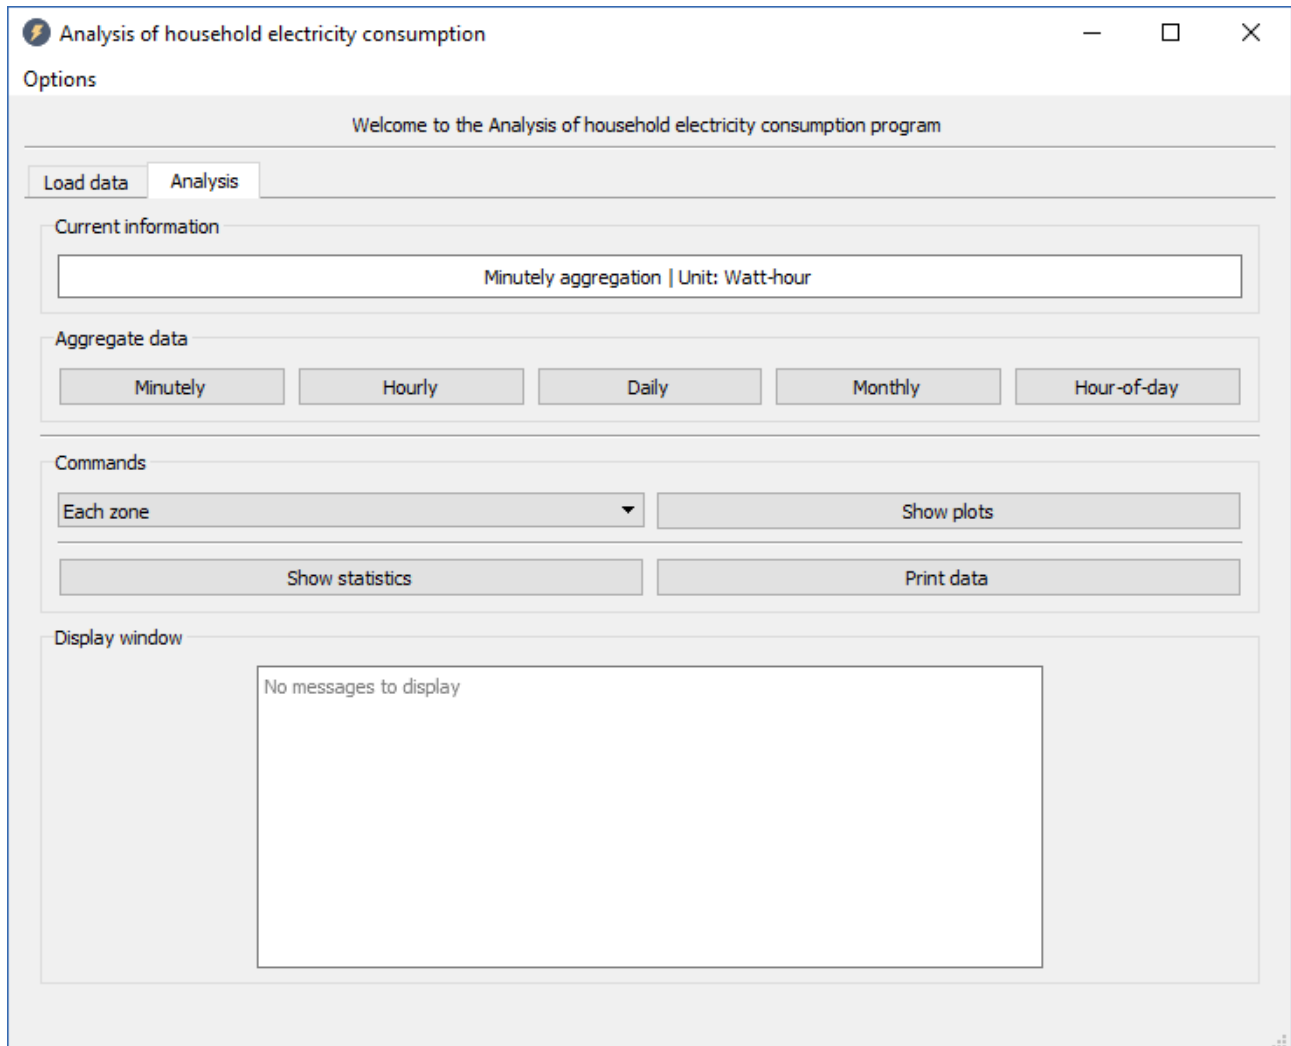 Analysis of household electricity consumption
Options
Welcome to the Analysis of household electricity consumption program
Load data Analysis
Current information
Minutely aggregation | Unit: Watt-hour
Aggregate data
Minutely Hourly Daily Monthly Hour-of-day
Commands
Each zone Show plots
Show statistics Print data
Display window
No messages to display